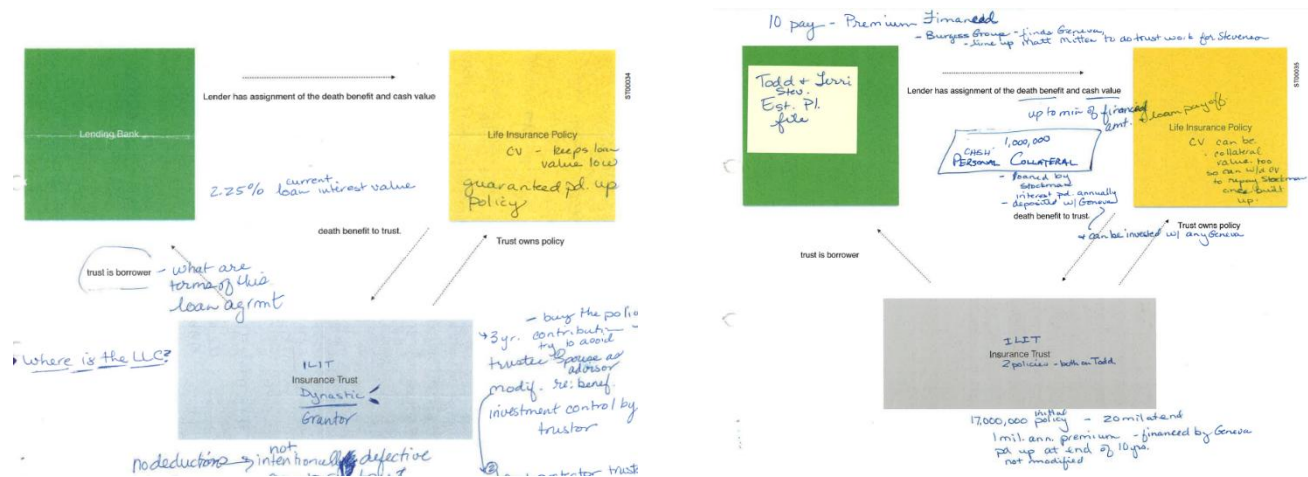 ST00034
Lender has assignment of the death benefit and cash value
Lending Bank
Life Insurance Policy
CV - keeps loan
value low
guaranteed pd. up
policy
current
2.25% loan interest value
death benefit to trust.
Trust owns policy
trust is borrower - what are
terms of this
loan agrmt
Where is the LLC?
ILIT
Insurance Trust
Dynastic
Grantor
- buy the polic
3 yr. contribution
try to avoid
trustee spouse as
advisor
modif. re: benef.
investment control by
trustor
not
no deductions intentionally defective
10 pay - Premium Financed
- Burgess Group - finds Geneva,
- line up Matt Mitten to do trust work for Stevenson
ST00035
Todd & Terri
Stev.
Est. Pl.
file
Lender has assignment of the death benefit and cash value
up to min of financed
amt. & loan payoff
1,000,000
CASH
PERSONAL COLLATERAL
- loaned by
Stockman
interest pd. annually
- deposited w/ Geneva
can be invested w/ any Geneva
Life Insurance Policy
CV can be
collateral
value too
to repay Stockman
once built
up.
death benefit to trust.
Trust owns policy
trust is borrower
ILIT
Insurance Trust
2 policies - both on Todd
initial
17,000,000 policy - 20 mil at end
1 mil. ann. premium - financed by Geneva
pd up at end of 10 yrs.
not modified